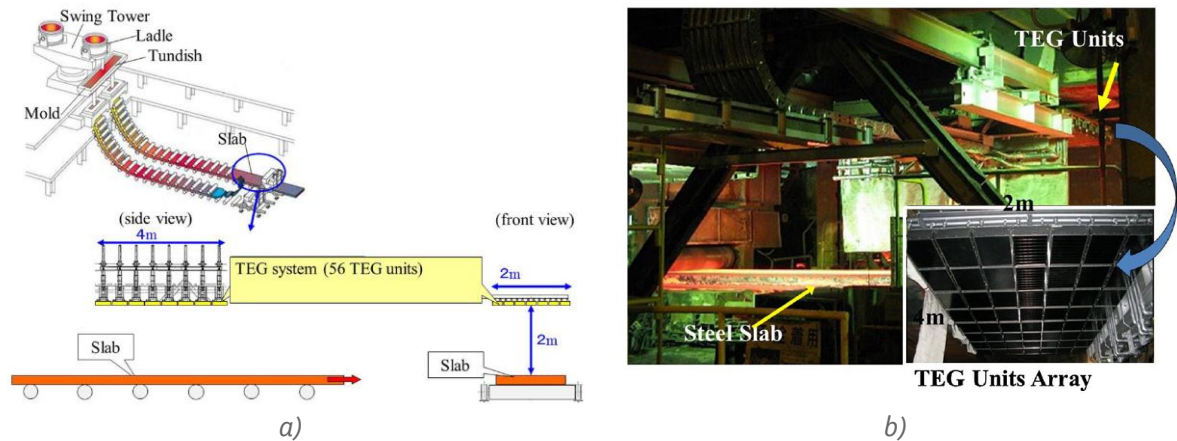 Swing Tower
Ladle
Tundish
Mold
Slab
(side view)
(front view)
4m
TEG system (56 TEG units)
2m
2m
Slab
Slab
a)
TEG Units
2m
4m
Steel Slab
TEG Units Array
b)